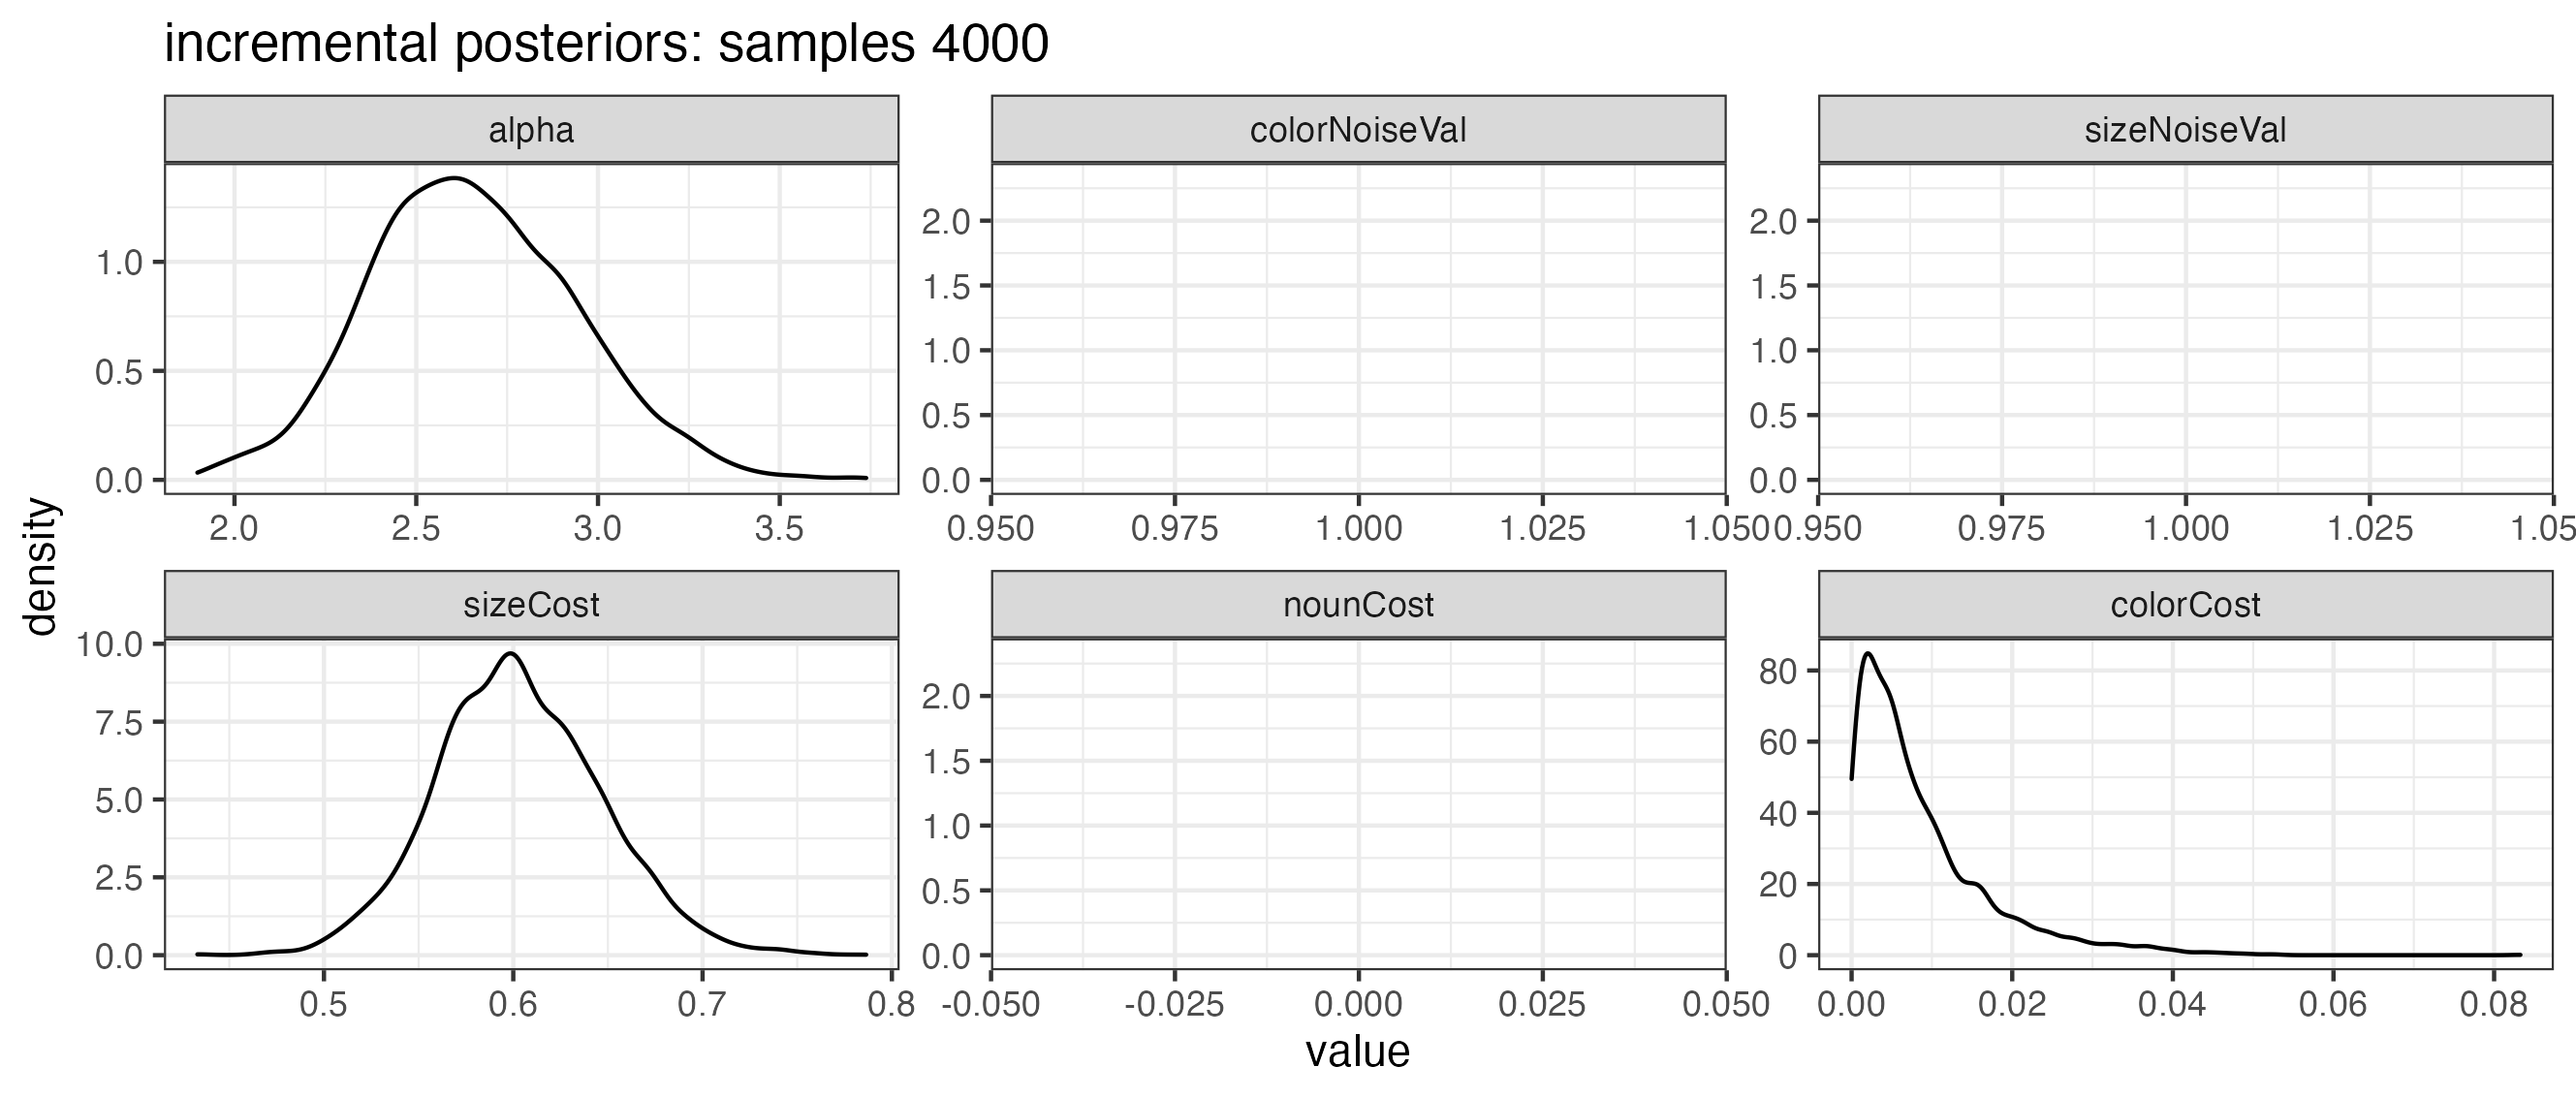 incremental posteriors: samples 4000
alpha colorNoiseVal sizeNoiseVal
1.0 0.5 0.0
2.0 2.5 3.0 3.5
2.0 1.5 1.0 0.5 0.0
0.950 0.975 1.000 1.025 1.050
2.0 1.5 1.0 0.5 0.0
0.950 0.975 1.000 1.025 1.05
density
sizeCost nounCost colorCost
10.0 7.5 5.0 2.5 0.0
0.5 0.6 0.7 0.8
2.0 1.5 1.0 0.5 0.0
-0.050 -0.025 0.000 0.025 0.050
80 60 40 20 0
0.00 0.02 0.04 0.06 0.08
value